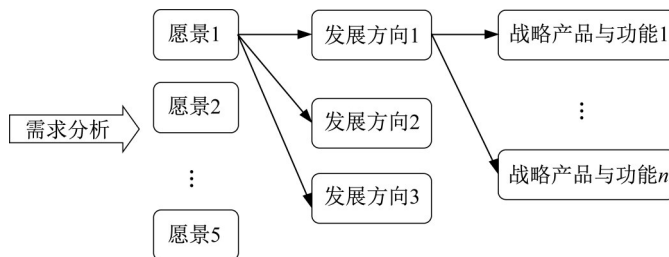 需求分析
愿景1
愿景2
⋮
愿景5
发展方向1
发展方向2
发展方向3
战略产品与功能1
⋮
战略产品与功能n